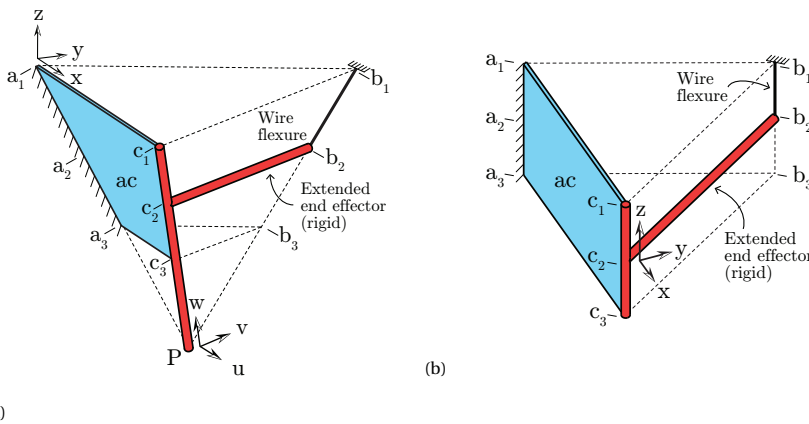 z
y
x
a1
b1
Wire
flexure
c1
b2
a2
ac
Extended
end effector
(rigid)
c2
a3
b3
c3
w
v
P
u
)
a1
b1
Wire
flexure
a2
b2
a3
ac
c1
z
Extended
end effector
(rigid)
c2
y
x
c3
(b)